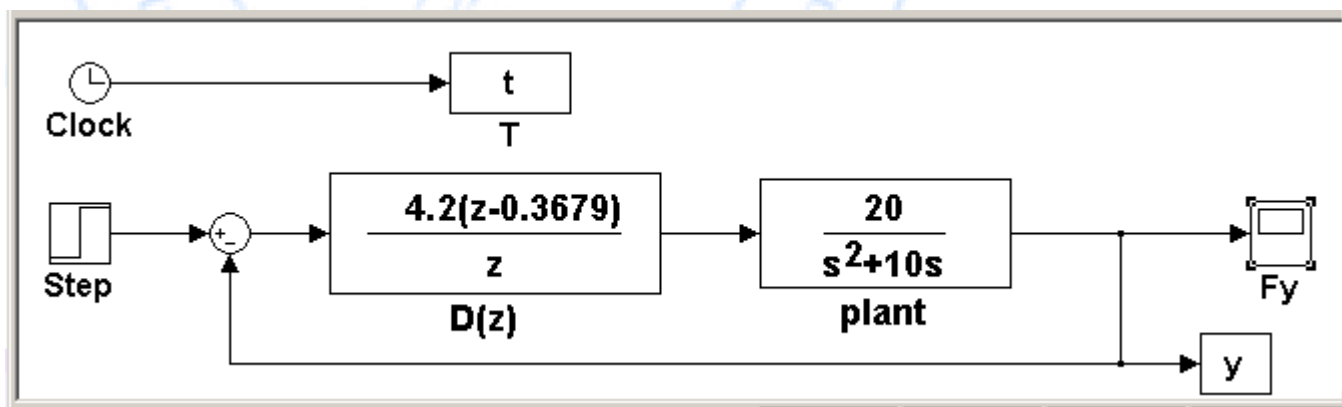 t
Clock
T
4.2(z-0.3679)
z
D(z)
20
s²+10s
plant
Step
+
-
Fy
y